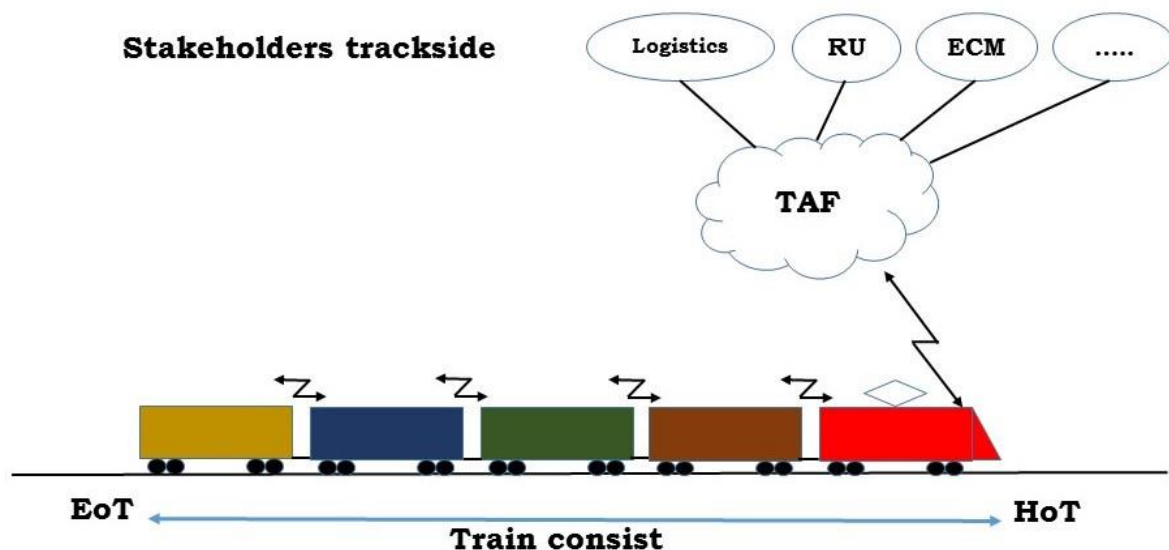 Stakeholders trackside
Logistics
RU
ECM
.....
TAF
EoT
HoT
Train consist